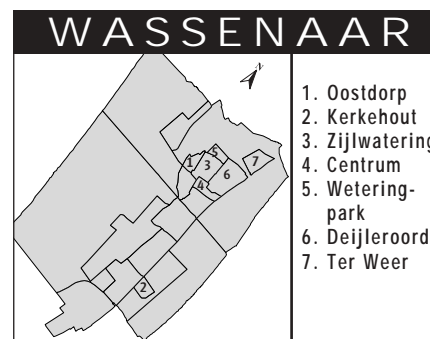 WASSENAAR
N
1. Oostdorp
2. Kerkehout
3. Zijlwatering
4. Centrum
5. Wetering-
park
6. Deijleroord
7. Ter Weer
5
1
3
7
6
4
2